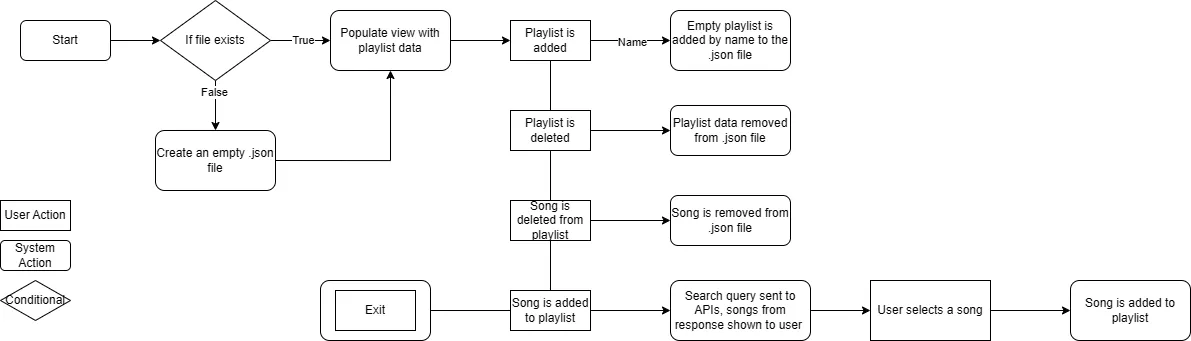 Start
If file exists
True
Populate view with
playlist data
Playlist is
added
Name
Empty playlist is
added by name to the
.json file
False
Create an empty .json
file
Playlist is
deleted
Playlist data removed
from .json file
User Action
Song is
deleted from
playlist
Song is removed from
.json file
System
Action
Conditional
Exit
Song is added
to playlist
Search query sent to
APIs, songs from
response shown to user
User selects a song
Song is added to
playlist